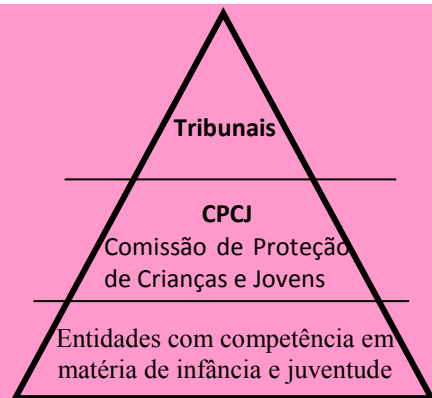 Tribunais
CPCJ
Comissão de Proteção
de Crianças e Jovens
Entidades com competência em
matéria de infância e juventude